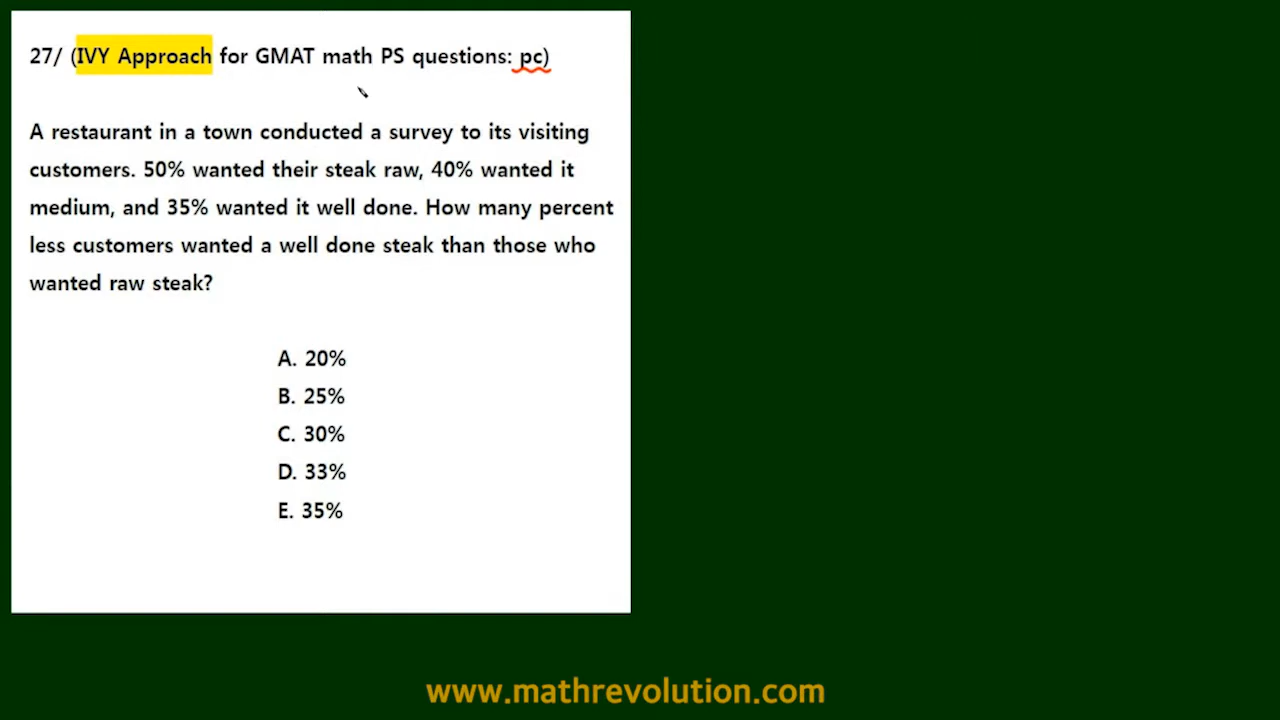 27/ (IVY Approach for GMAT math PS questions: pc)
A restaurant in a town conducted a survey to its visiting
customers. 50% wanted their steak raw, 40% wanted it
medium, and 35% wanted it well done. How many percent
less customers wanted a well done steak than those who
wanted raw steak?
A. 20%
B. 25%
C. 30%
D. 33%
E. 35%
www.mathrevolution.com